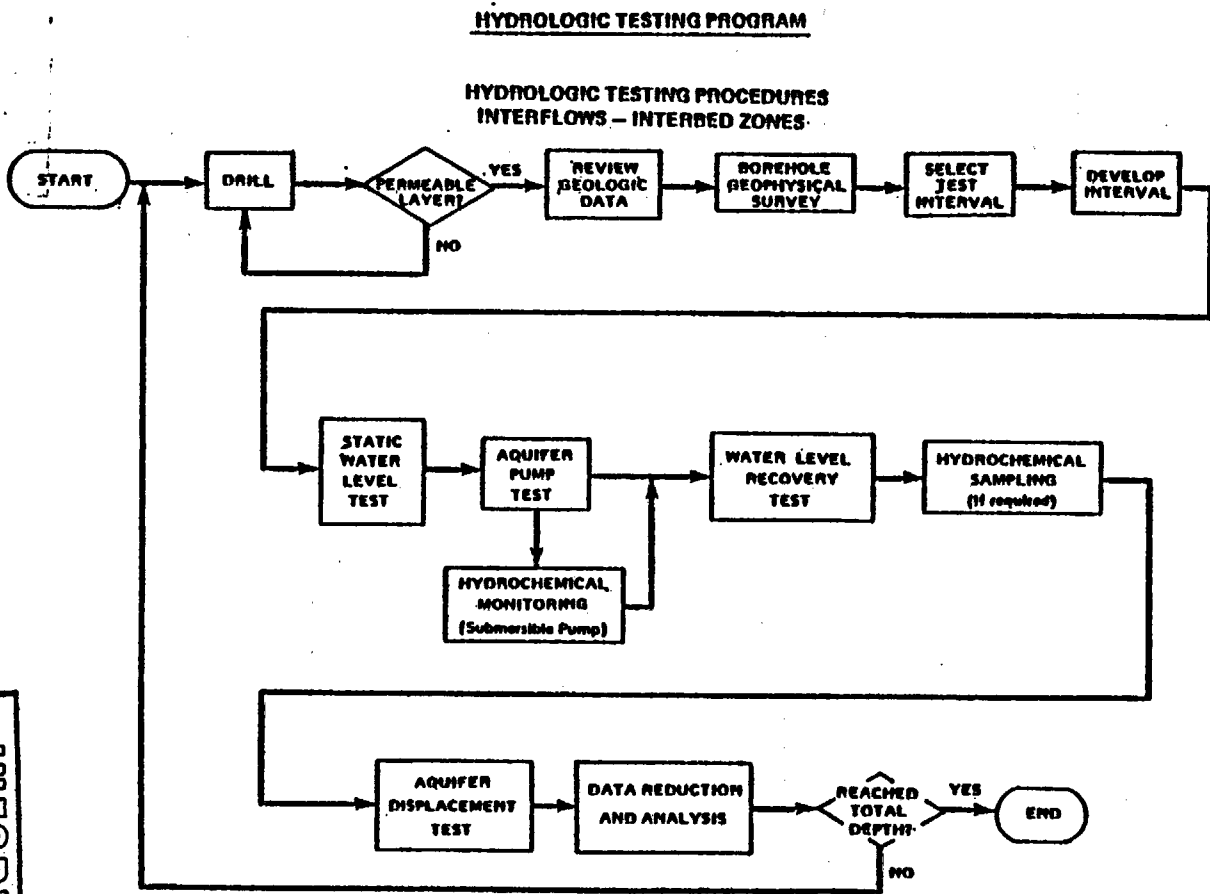 HYDROLOGIC TESTING PROGRAM
HYDROLOGIC TESTING PROCEDURES
INTERFLOWS – INTERBED ZONES
START
DRILL
PERMEABLE
LAYER?
YES
NO
REVIEW
GEOLOGIC
DATA
BOREHOLE
GEOPHYSICAL
SURVEY
SELECT
TEST
INTERVAL
DEVELOP
INTERVAL
STATIC
WATER
LEVEL
TEST
AQUIFER
PUMP
TEST
HYDROCHEMICAL
MONITORING
(Submersible Pump)
WATER LEVEL
RECOVERY
TEST
HYDROCHEMICAL
SAMPLING
(If required)
AQUIFER
DISPLACEMENT
TEST
DATA REDUCTION
AND ANALYSIS
REACHED
TOTAL
DEPTH?
YES
NO
END